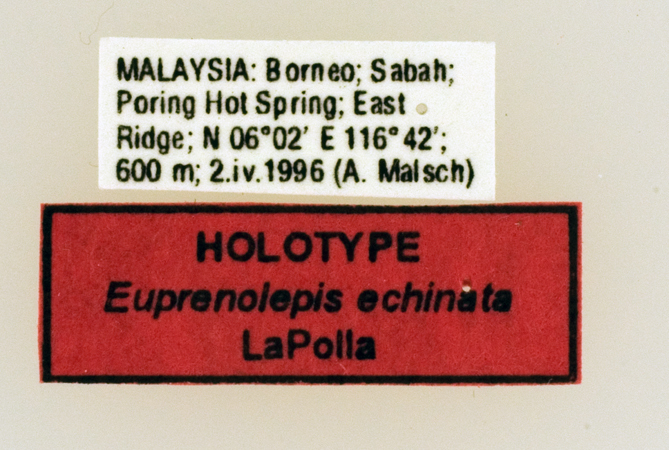 MALAYSIA: Borneo; Sabah;
Poring Hot Spring; East
Ridge; N 06°02' E 116°42';
600 m; 2.iv.1996 (A. Malsch)
HOLOTYPE
Euprenolepis echinata
LaPolla